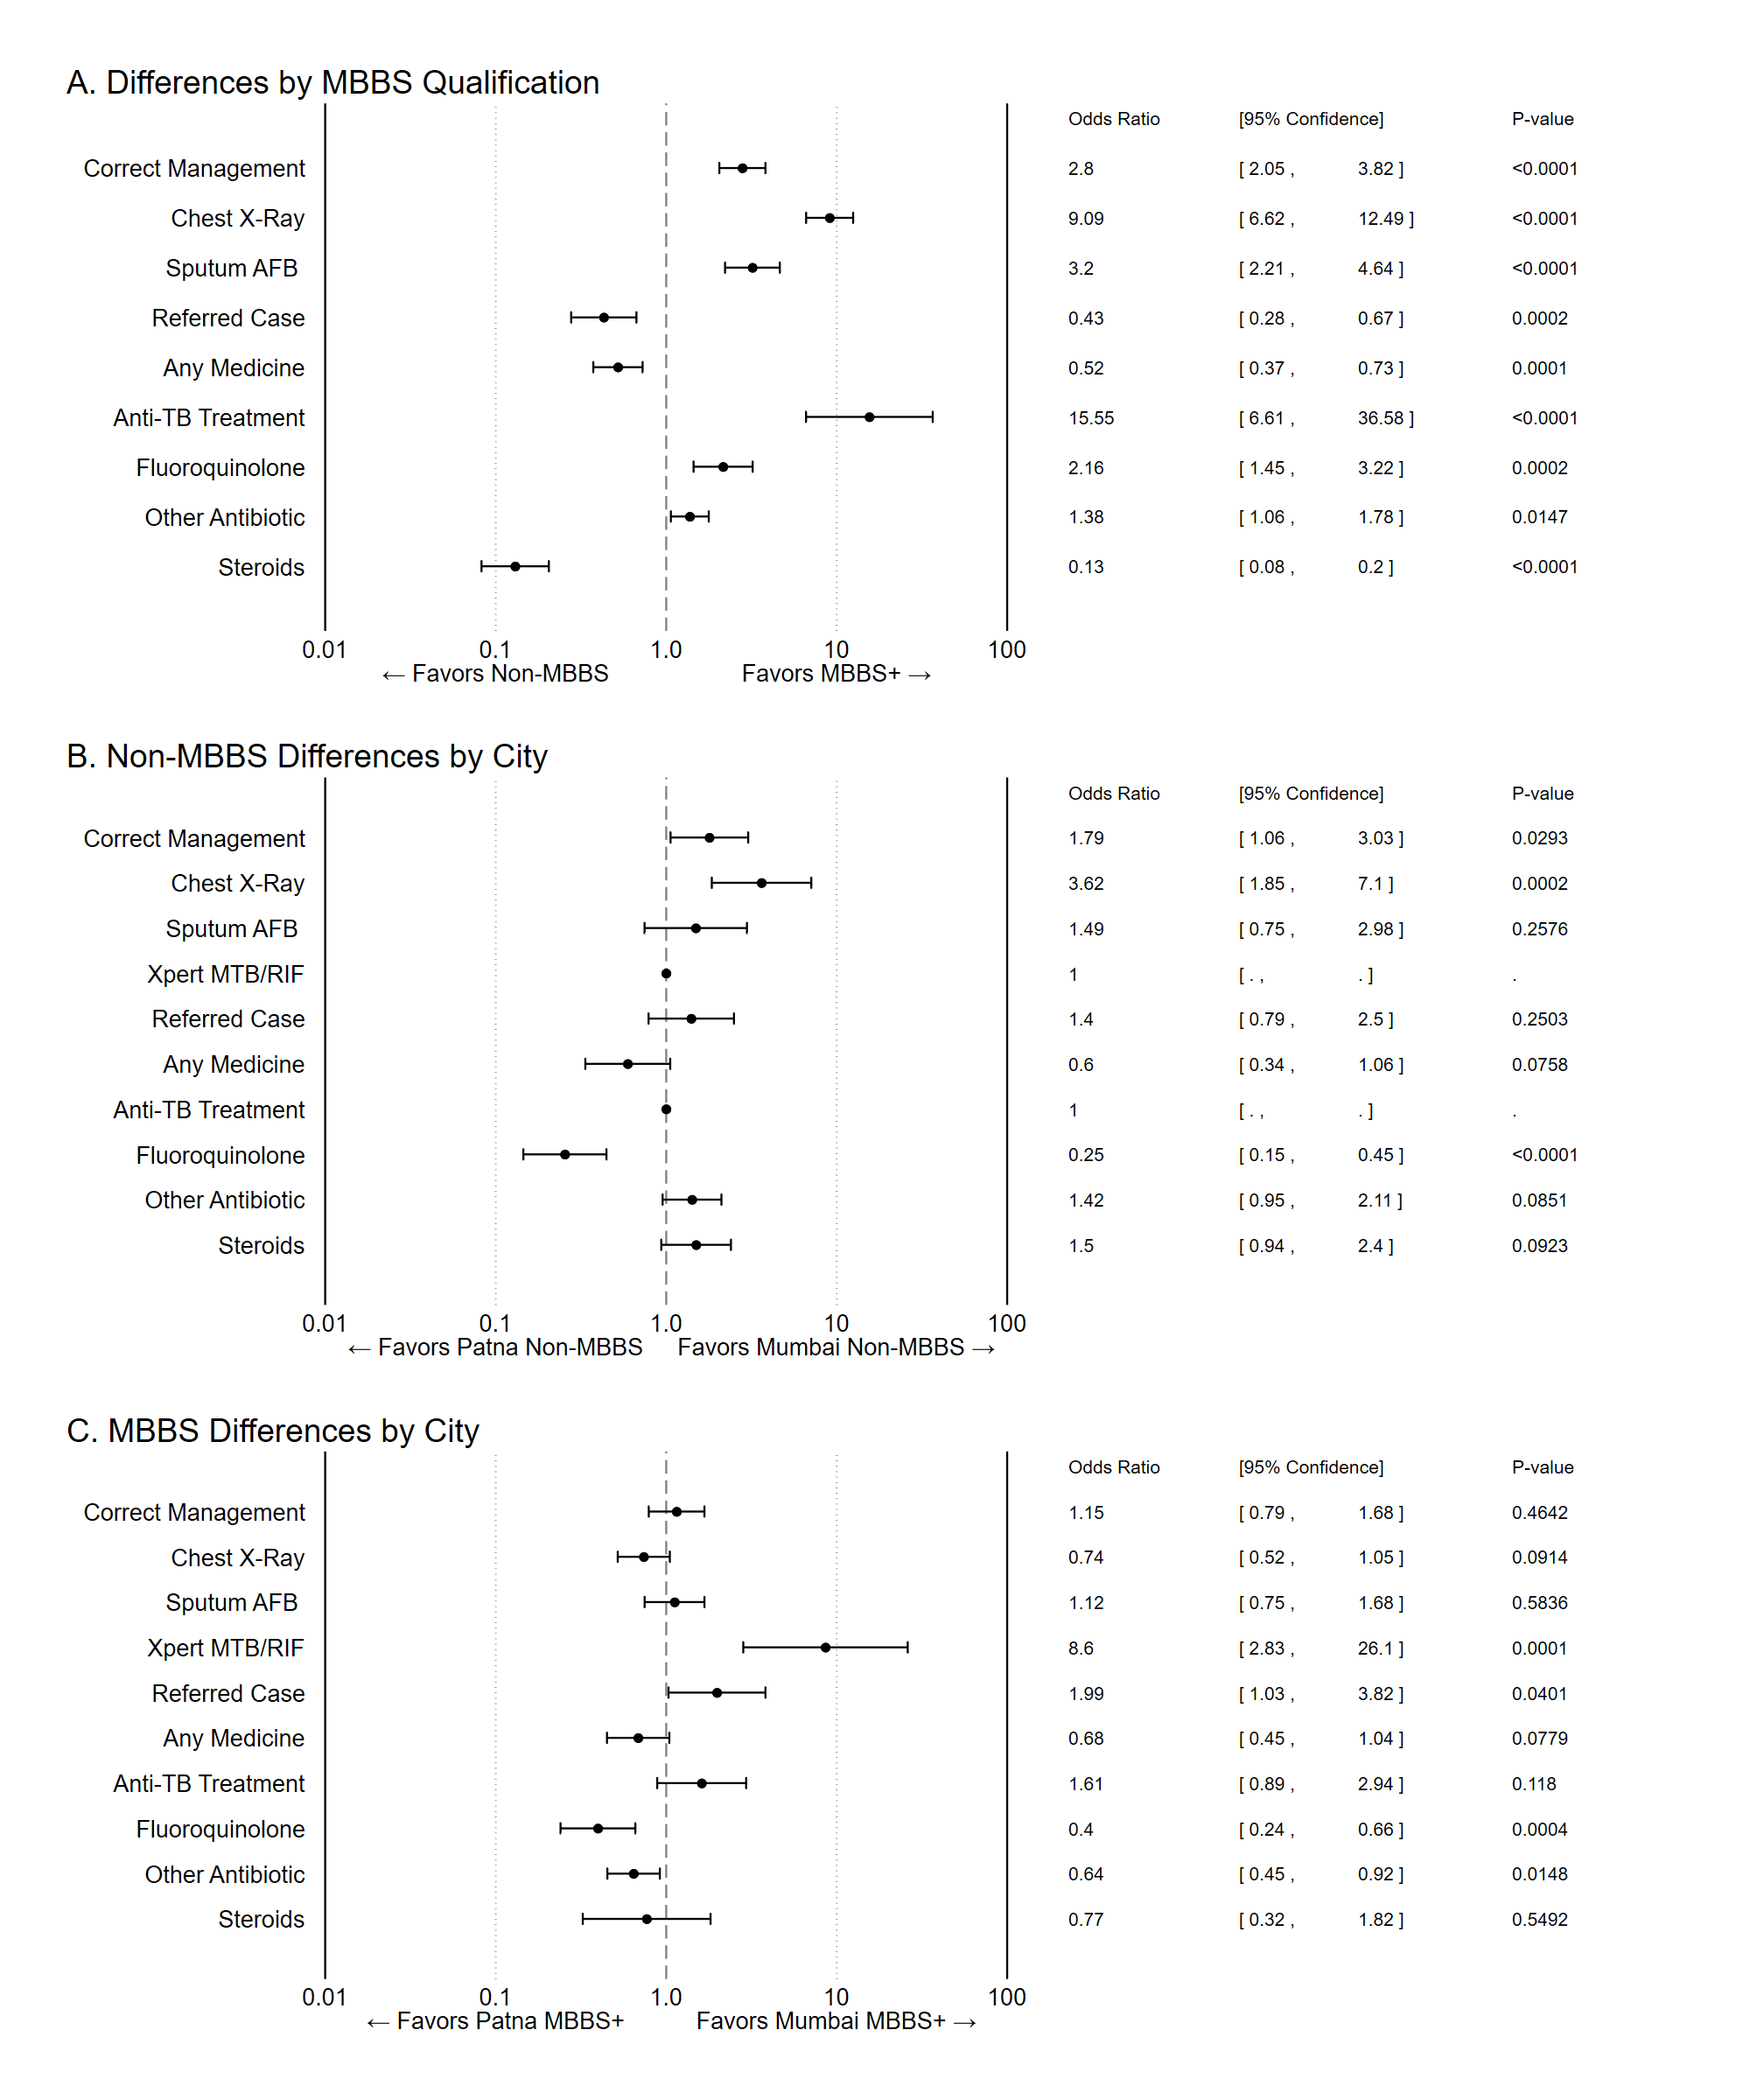 A. Differences by MBBS Qualification
Odds Ratio [95% Confidence] P-value
Correct Management 2.8 [ 2.05 , 3.82 ] <0.0001
Chest X-Ray 9.09 [ 6.62 , 12.49 ] <0.0001
Sputum AFB 3.2 [ 2.21 , 4.64 ] <0.0001
Referred Case 0.43 [ 0.28 , 0.67 ] 0.0002
Any Medicine 0.52 [ 0.37 , 0.73 ] 0.0001
Anti-TB Treatment 15.55 [ 6.61 , 36.58 ] <0.0001
Fluoroquinolone 2.16 [ 1.45 , 3.22 ] 0.0002
Other Antibiotic 1.38 [ 1.06 , 1.78 ] 0.0147
Steroids 0.13 [ 0.08 , 0.2 ] <0.0001
0.01 0.1 1.0 10 100
← Favors Non-MBBS Favors MBBS+ →
B. Non-MBBS Differences by City
Odds Ratio [95% Confidence] P-value
Correct Management 1.79 [ 1.06 , 3.03 ] 0.0293
Chest X-Ray 3.62 [ 1.85 , 7.1 ] 0.0002
Sputum AFB 1.49 [ 0.75 , 2.98 ] 0.2576
Xpert MTB/RIF 1 [ . , . ] .
Referred Case 1.4 [ 0.79 , 2.5 ] 0.2503
Any Medicine 0.6 [ 0.34 , 1.06 ] 0.0758
Anti-TB Treatment 1 [ . , . ] .
Fluoroquinolone 0.25 [ 0.15 , 0.45 ] <0.0001
Other Antibiotic 1.42 [ 0.95 , 2.11 ] 0.0851
Steroids 1.5 [ 0.94 , 2.4 ] 0.0923
0.01 0.1 1.0 10 100
← Favors Patna Non-MBBS Favors Mumbai Non-MBBS →
C. MBBS Differences by City
Odds Ratio [95% Confidence] P-value
Correct Management 1.15 [ 0.79 , 1.68 ] 0.4642
Chest X-Ray 0.74 [ 0.52 , 1.05 ] 0.0914
Sputum AFB 1.12 [ 0.75 , 1.68 ] 0.5836
Xpert MTB/RIF 8.6 [ 2.83 , 26.1 ] 0.0001
Referred Case 1.99 [ 1.03 , 3.82 ] 0.0401
Any Medicine 0.68 [ 0.45 , 1.04 ] 0.0779
Anti-TB Treatment 1.61 [ 0.89 , 2.94 ] 0.118
Fluoroquinolone 0.4 [ 0.24 , 0.66 ] 0.0004
Other Antibiotic 0.64 [ 0.45 , 0.92 ] 0.0148
Steroids 0.77 [ 0.32 , 1.82 ] 0.5492
0.01 0.1 1.0 10 100
← Favors Patna MBBS+ Favors Mumbai MBBS+ →